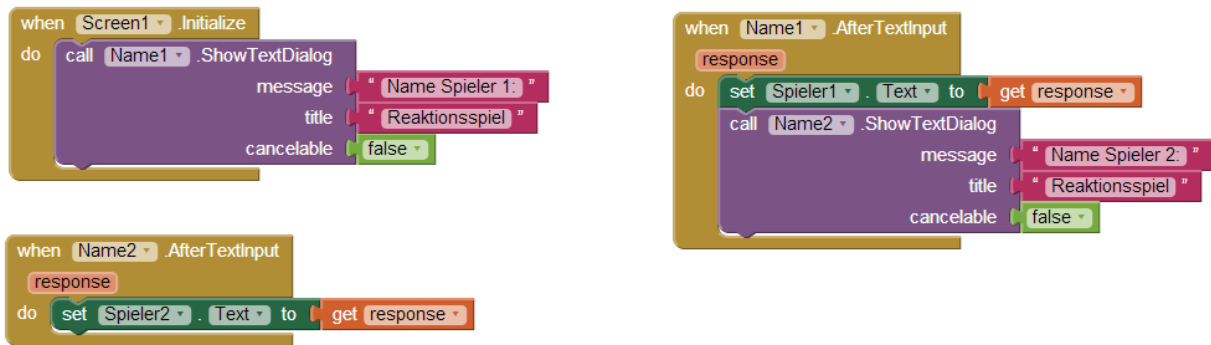 when Screen1 .Initialize
do call Name1 .ShowTextDialog
message " Name Spieler 1: "
title " Reaktionsspiel "
cancelable false
when Name2 .AfterTextInput
response
do set Spieler2 . Text to get response
when Name1 .AfterTextInput
response
do set Spieler1 . Text to get response
call Name2 .ShowTextDialog
message " Name Spieler 2: "
title " Reaktionsspiel "
cancelable false